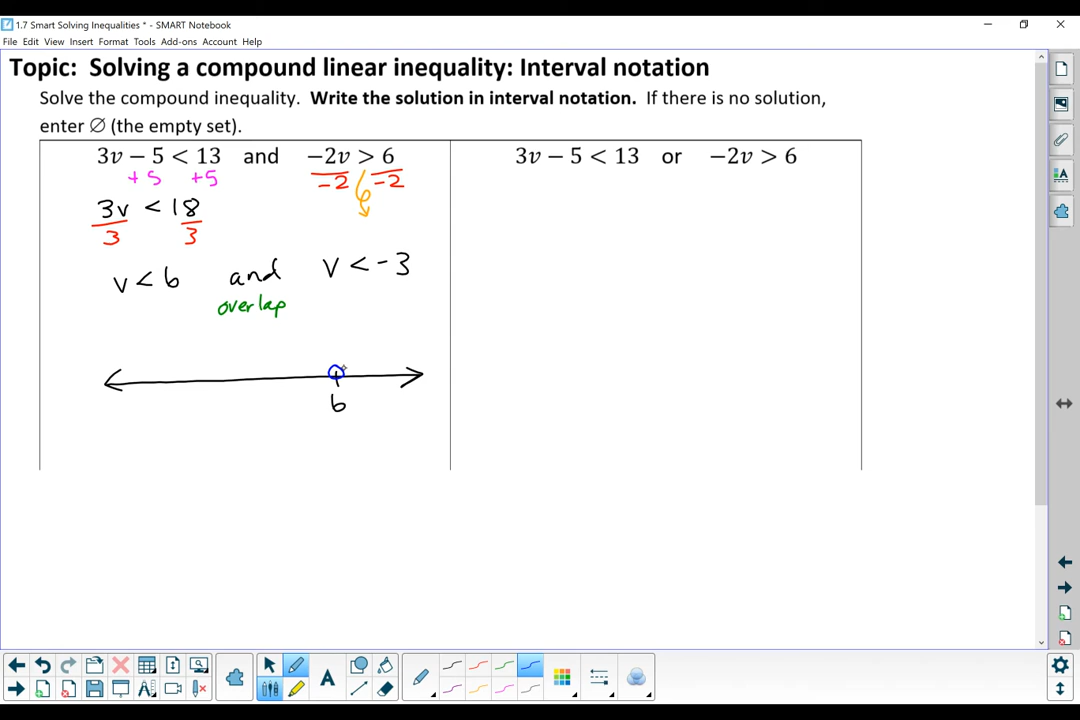 1.7 Smart Solving Inequalities * - SMART Notebook
File Edit View Insert Format Tools Add-ons Account Help
Topic: Solving a compound linear inequality: Interval notation
Solve the compound inequality. Write the solution in interval notation. If there is no solution,
enter ∅ (the empty set).
3v − 5 < 13 and −2v > 6
+5 +5 −2 −2
3v < 18
3 3
v < 6 and v < -3
overlap
6
3v − 5 < 13 or −2v > 6
A